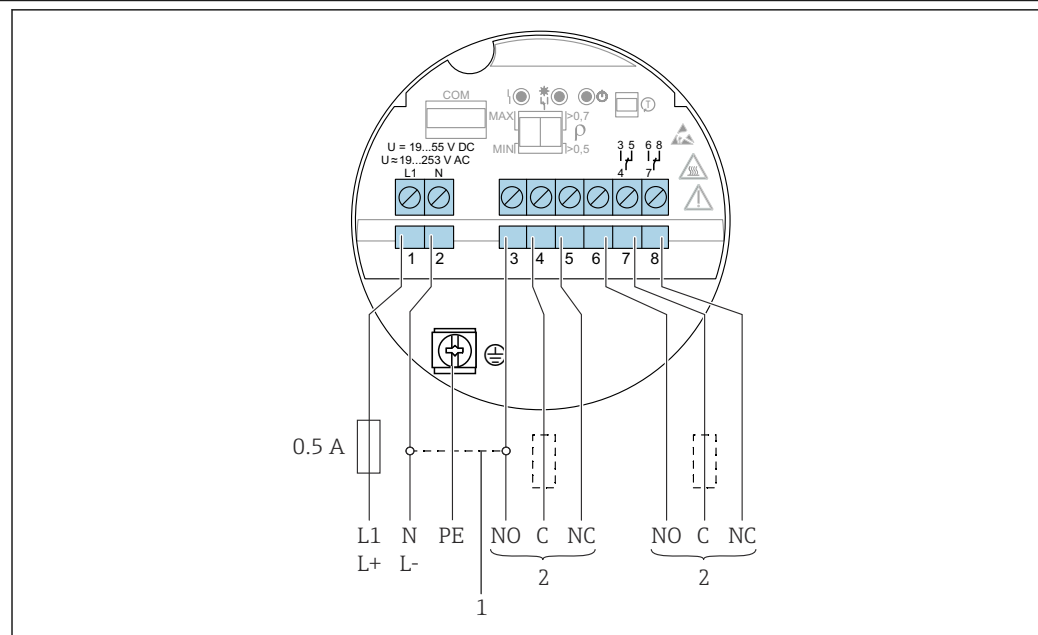 COM
MAX
>0,7
ρ
MIN
>0,5
U = 19...55 V DC
U ≈ 19...253 V AC
L1 N
3 5
4
6 8
7
1 2 3 4 5 6 7 8
0.5 A
L1 N PE NO C NC NO C NC
L+ L-
2 2
1